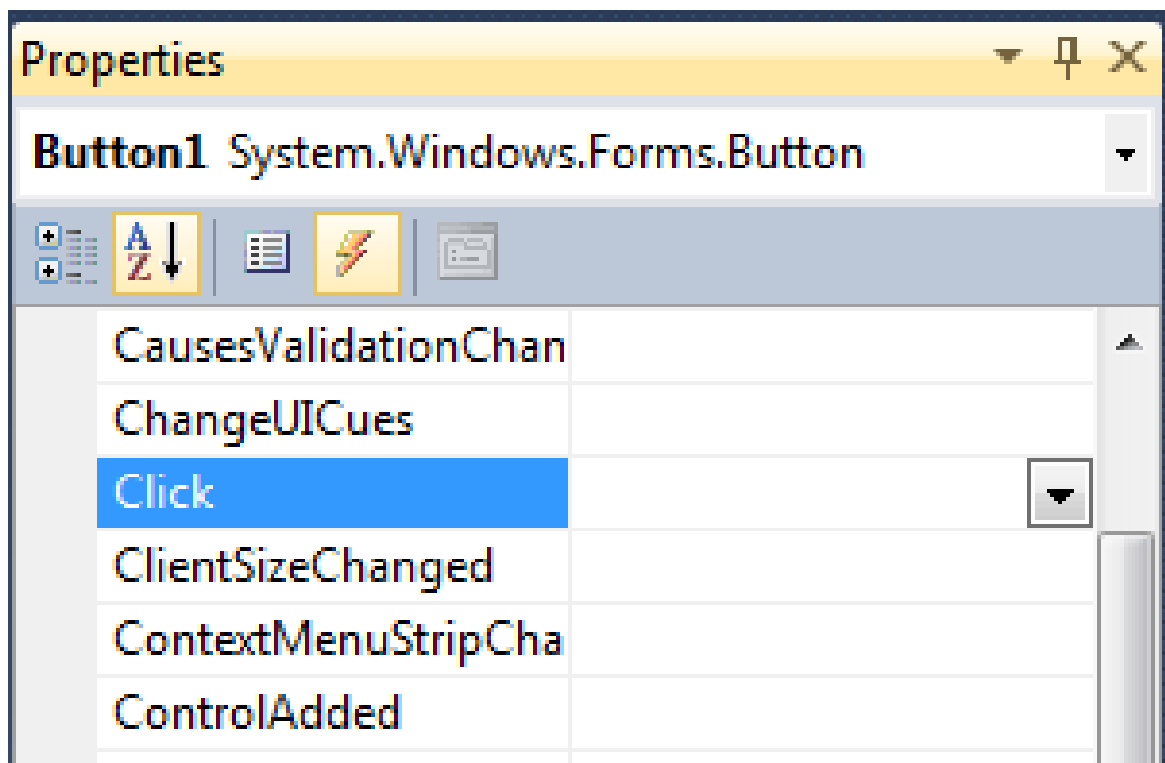 Properties
Button1 System.Windows.Forms.Button
A
Z
CausesValidationChan
ChangeUICues
Click
ClientSizeChanged
ContextMenuStripCha
ControlAdded